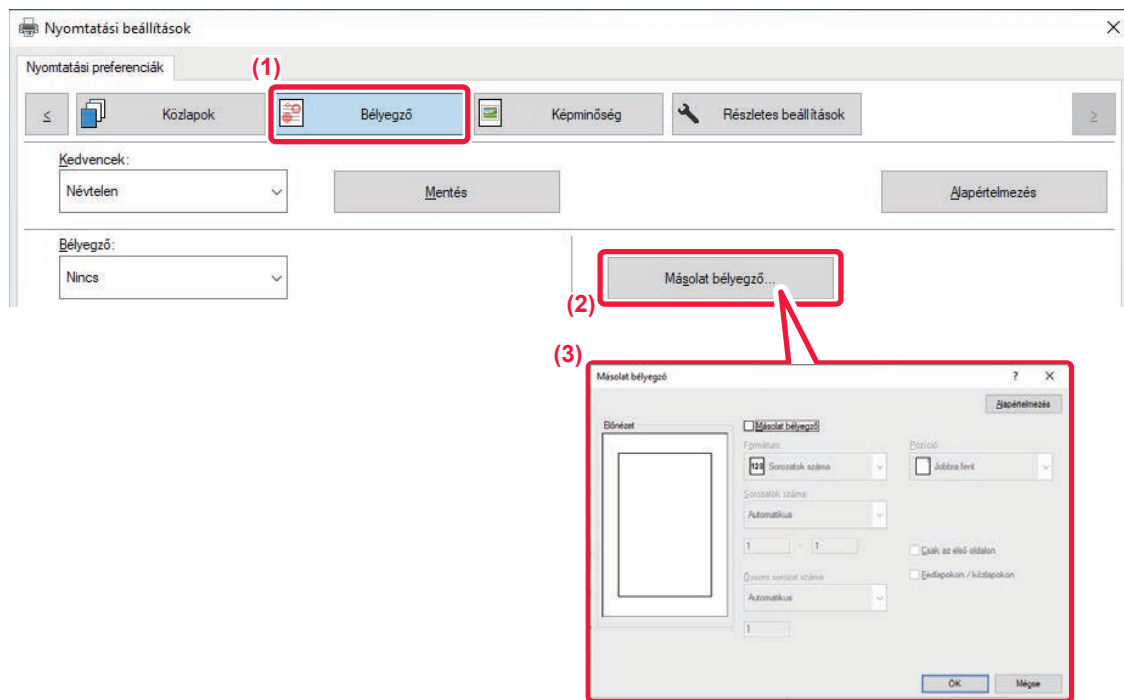 Nyomtatási beállítások
Nyomtatási preferenciák
(1)
≤ Közlapok Bélyegző Képminőség Részletes beállítások ≥
Kedvencek:
Névtelen Mentés Alapértelmezés
Bélyegző:
Nincs Másolat bélyegző...
(2)
(3)
Másolat bélyegző ? X
Alapértelmezés
Előnézet Másolat bélyegző
Formátum: Pozíció:
123 Sorozatok száma Jobbra fent
Sorozatok száma:
Automatikus
1 - 1 Csak az első oldalon
Összes sorozat száma: Fedlapokon / közlapokon
Automatikus
1
OK Mégse